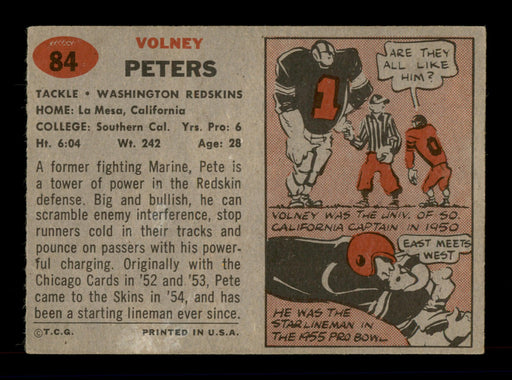 84
VOLNEY
PETERS
TACKLE • WASHINGTON REDSKINS
HOME: La Mesa, California
COLLEGE: Southern Cal. Yrs. Pro: 6
Ht. 6:04 Wt. 242 Age: 28
A former fighting Marine, Pete is
a tower of power in the Redskin
defense. Big and bullish, he can
scramble enemy interference, stop
runners cold in their tracks and
pounce on passers with his power-
ful charging. Originally with the
Chicago Cards in '52 and '53, Pete
came to the Skins in '54, and has
been a starting lineman ever since.
©T.C.G. PRINTED IN U.S.A.
ARE THEY
ALL LIKE
HIM?
1
0
VOLNEY WAS THE UNIV. OF SO.
CALIFORNIA CAPTAIN IN 1950
EAST MEETS
WEST
HE WAS THE
STAR LINEMAN IN
THE 1955 PRO BOWL